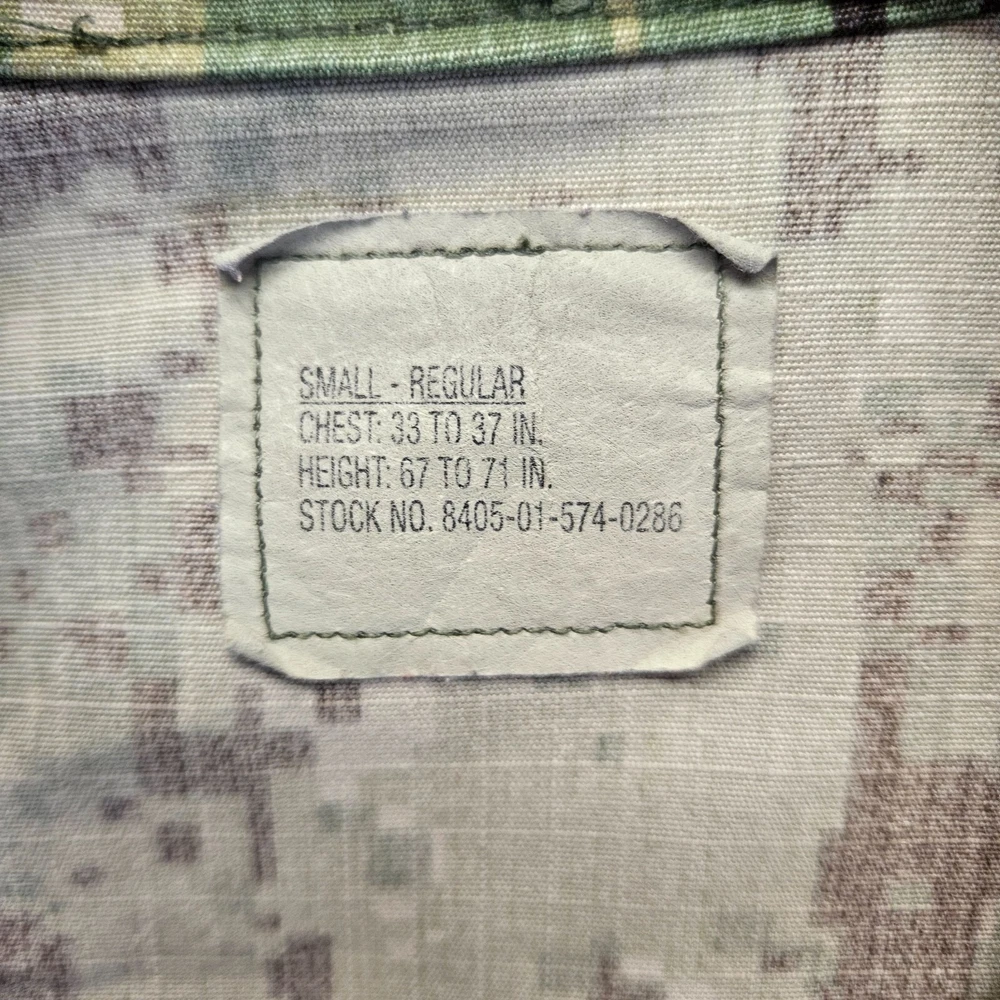 SMALL - REGULAR
CHEST: 33 TO 37 IN.
HEIGHT: 67 TO 71 IN.
STOCK NO. 8405-01-574-0286